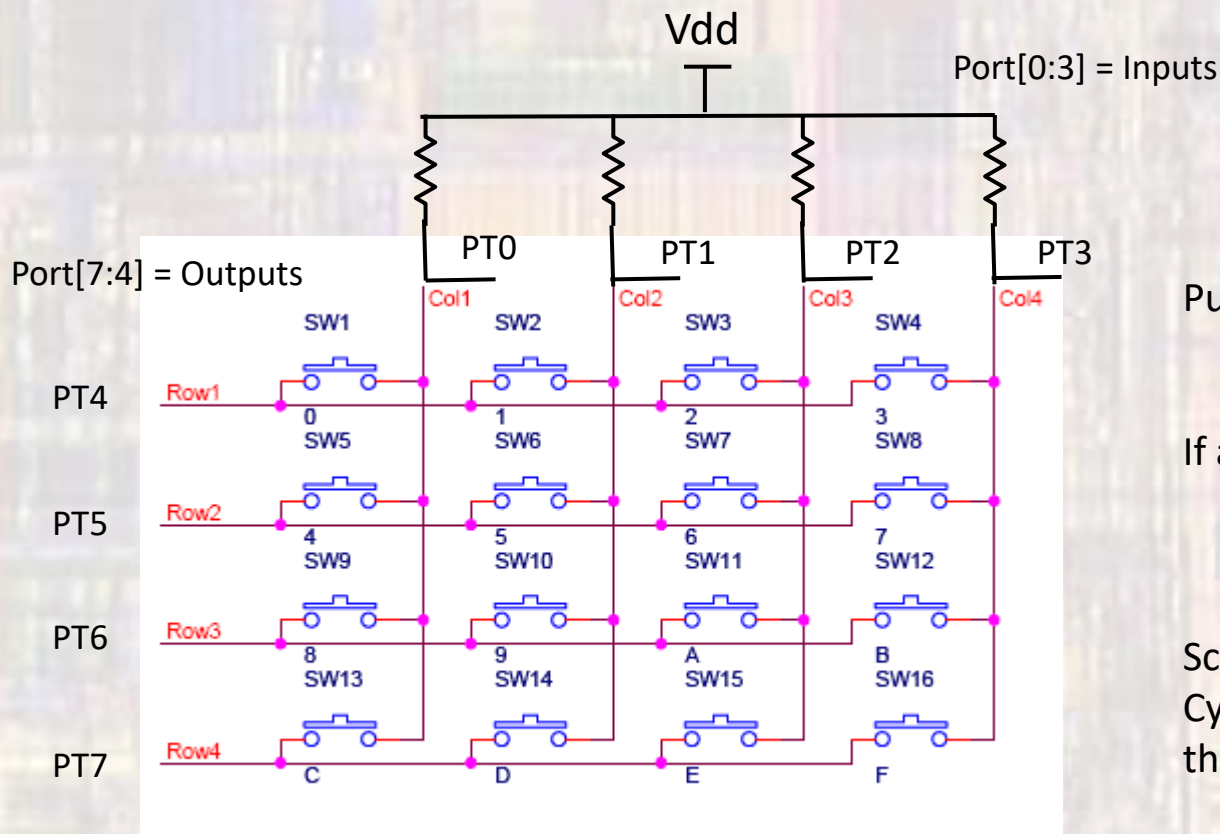 Vdd
Port[0:3] = Inputs
PT0
PT1
PT2
PT3
Port[7:4] = Outputs
Col1
Col2
Col3
Col4
Pu
SW1
SW2
SW3
SW4
PT4
Row1
0
1
2
3
SW5
SW6
SW7
SW8
If a
PT5
Row2
4
5
6
7
SW9
SW10
SW11
SW12
PT6
Row3
8
9
A
B
Sc
SW13
SW14
SW15
SW16
Cy
th
PT7
Row4
C
D
E
F